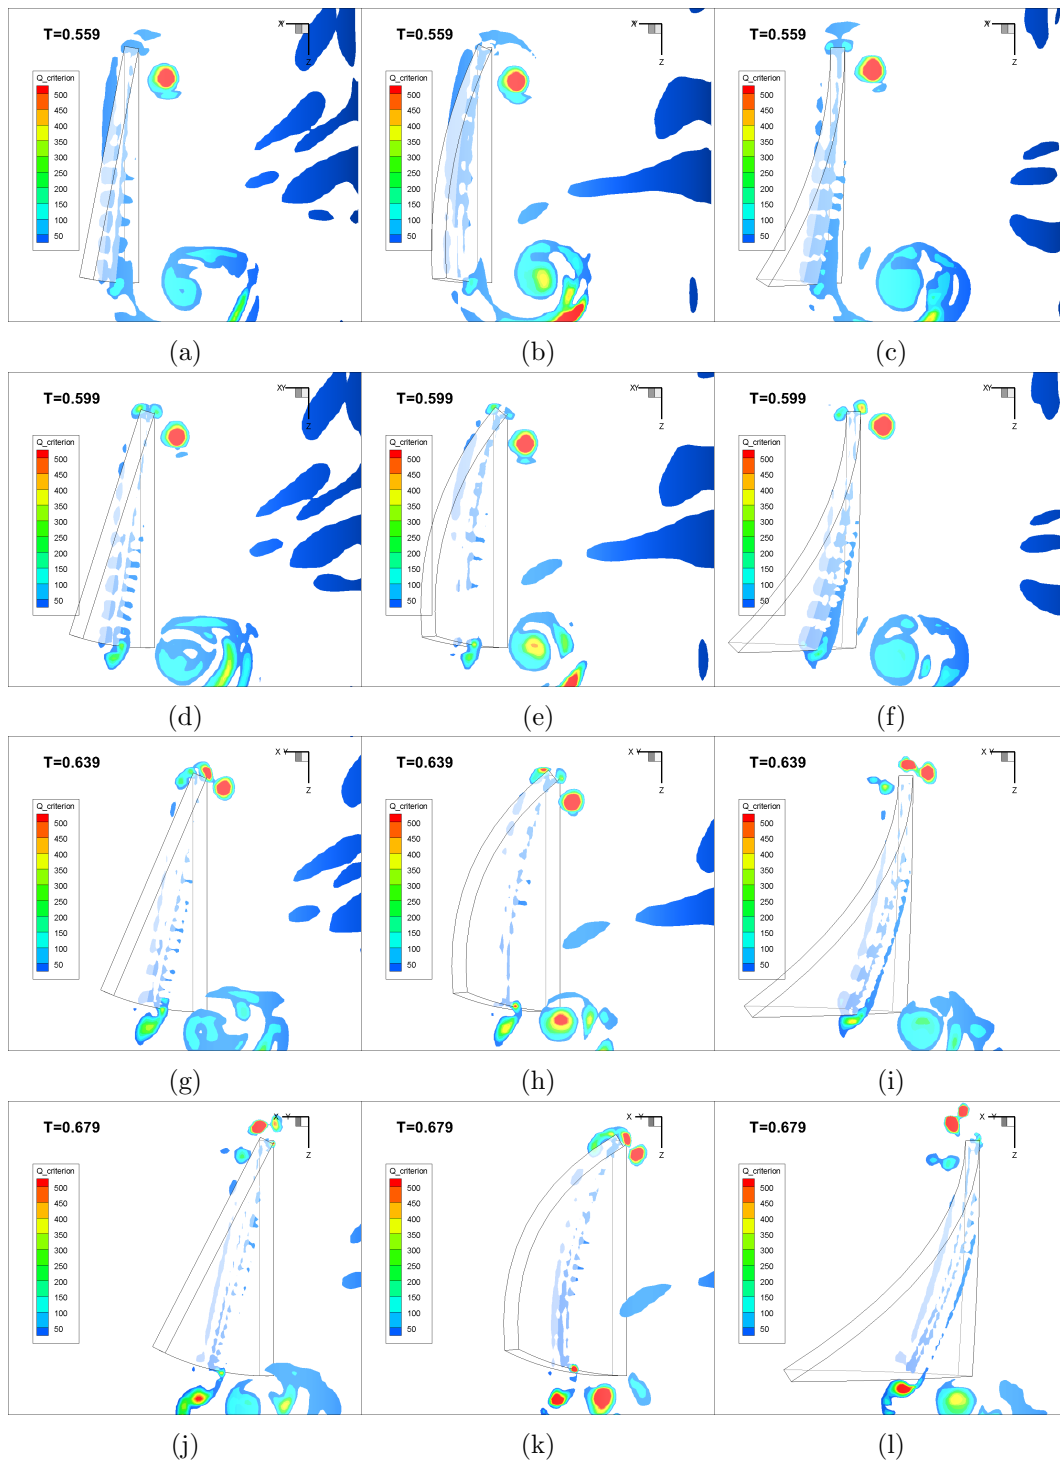 T=0.559
Z
Q_criterion
500
450
400
350
300
250
200
150
100
50
(a)
T=0.559
Z
Q_criterion
500
450
400
350
300
250
200
150
100
50
(b)
T=0.559
Z
Q_criterion
500
450
400
350
300
250
200
150
100
50
(c)
T=0.599
XY
Z
Q_criterion
500
450
400
350
300
250
200
150
100
50
(d)
T=0.599
XY
Z
Q_criterion
500
450
400
350
300
250
200
150
100
50
(e)
T=0.599
XY
Z
Q_criterion
500
450
400
350
300
250
200
150
100
50
(f)
T=0.639
X Y
Z
Q_criterion
500
450
400
350
300
250
200
150
100
50
(g)
T=0.639
X Y
Z
Q_criterion
500
450
400
350
300
250
200
150
100
50
(h)
T=0.639
X Y
Z
Q_criterion
500
450
400
350
300
250
200
150
100
50
(i)
T=0.679
X Y
Z
Q_criterion
500
450
400
350
300
250
200
150
100
50
(j)
T=0.679
X Y
Z
Q_criterion
500
450
400
350
300
250
200
150
100
50
(k)
T=0.679
X Y
Z
Q_criterion
500
450
400
350
300
250
200
150
100
50
(l)